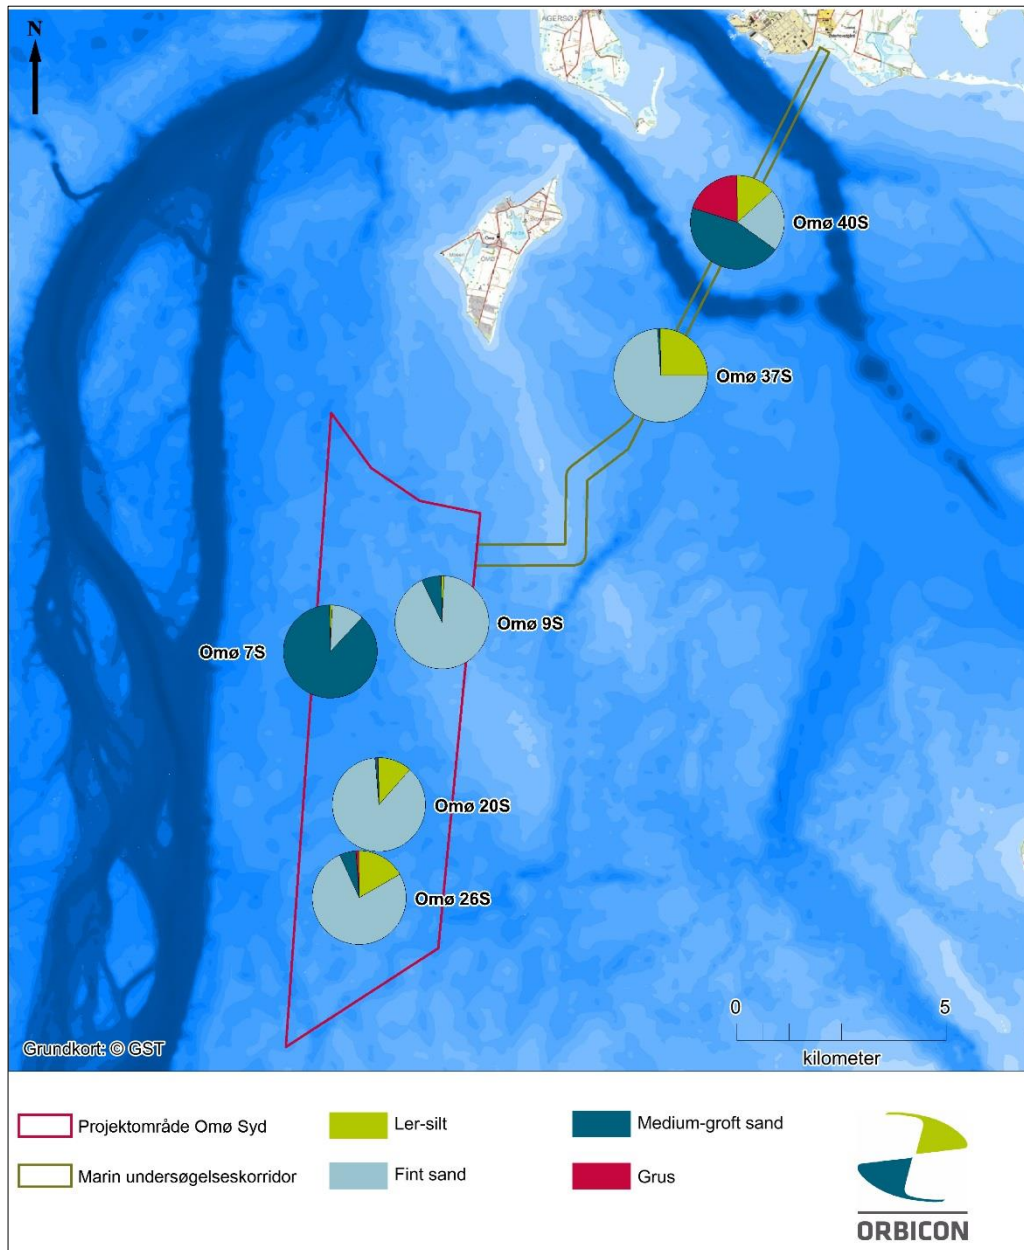 N
AGERSØ
Omø 40S
Omø 37S
Omø 9S
Omø 7S
Omø 20S
Omø 26S
0 5
kilometer
Grundkort: © GST
Projektområde Omø Syd
Ler-silt
Medium-groft sand
Marin undersøgelseskorridor
Fint sand
Grus
ORBICON